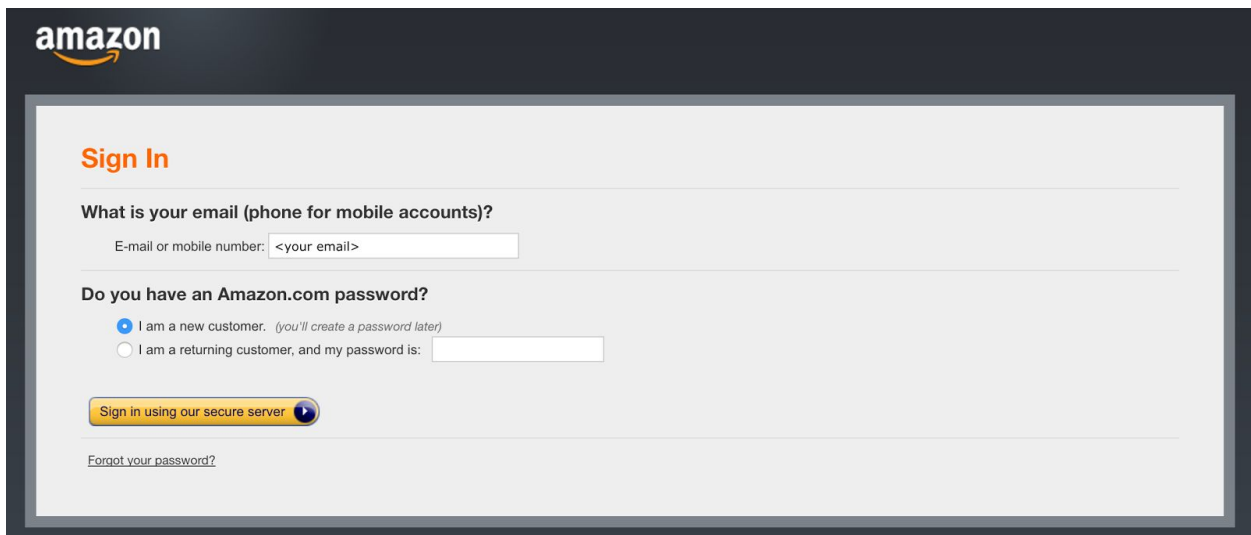 amazon
Sign In
What is your email (phone for mobile accounts)?
E-mail or mobile number: <your email>
Do you have an Amazon.com password?
I am a new customer. (you'll create a password later)
I am a returning customer, and my password is:
Sign in using our secure server
Forgot your password?